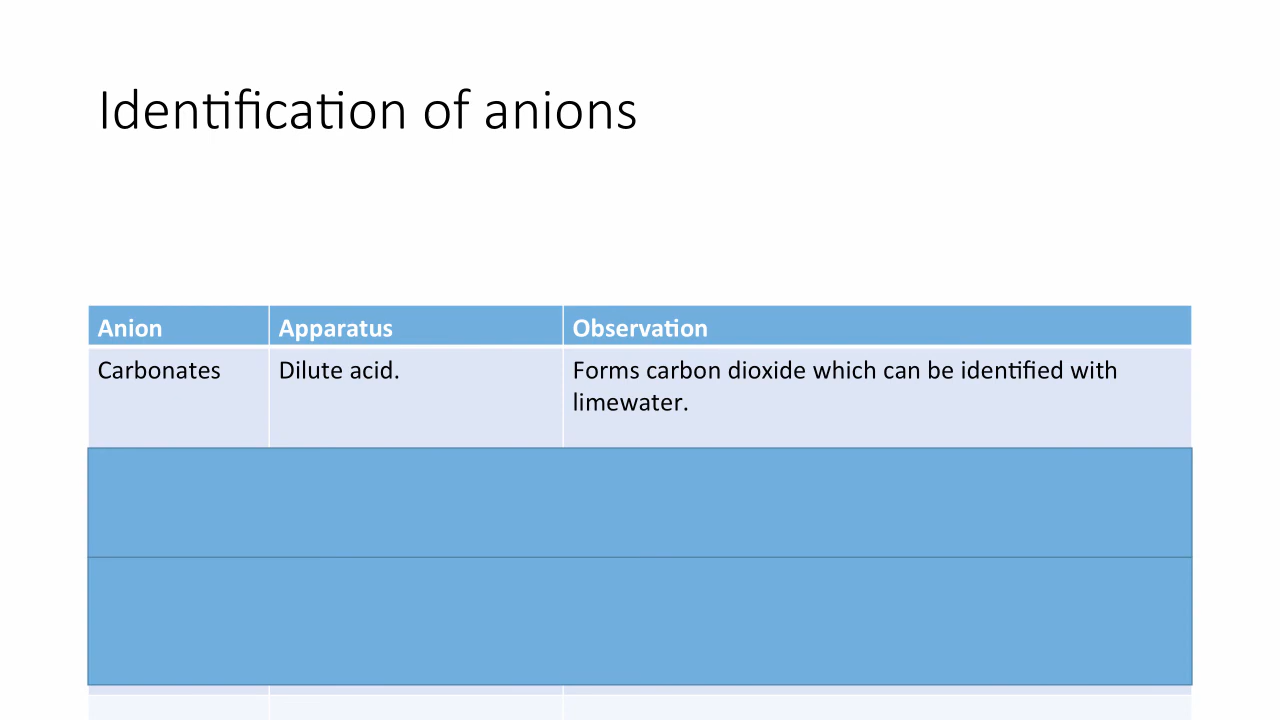 Identification of anions
Anion Apparatus Observation
Carbonates Dilute acid. Forms carbon dioxide which can be identified with
limewater.